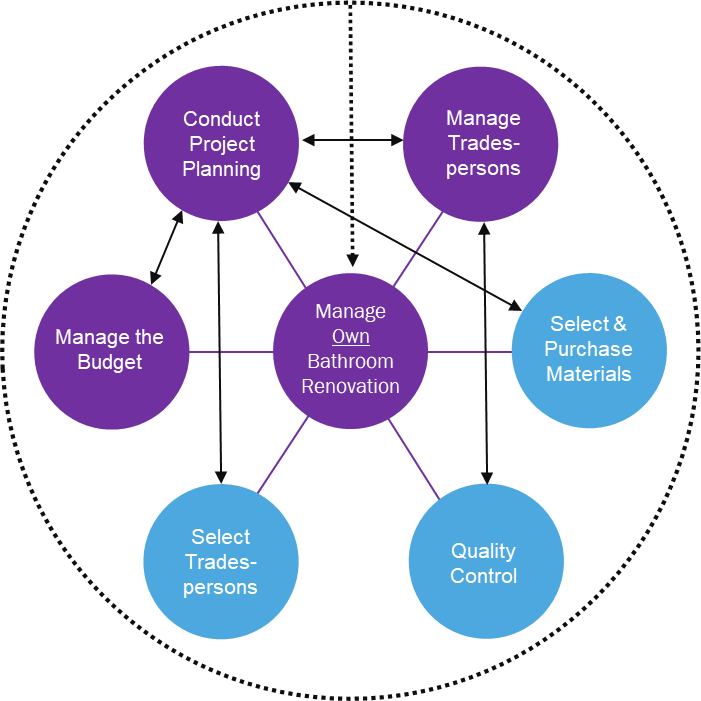 Conduct
Project
Planning
Manage
Trades-
persons
Manage the
Budget
Manage
Own
Bathroom
Renovation
Select &
Purchase
Materials
Select
Trades-
persons
Quality
Control